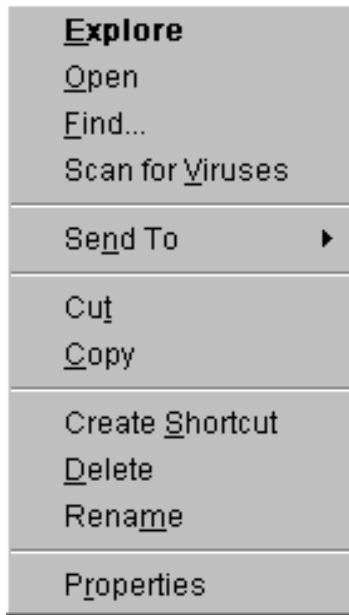 Explore
Open
Find...
Scan for Viruses
Send To
Cut
Copy
Create Shortcut
Delete
Rename
Properties